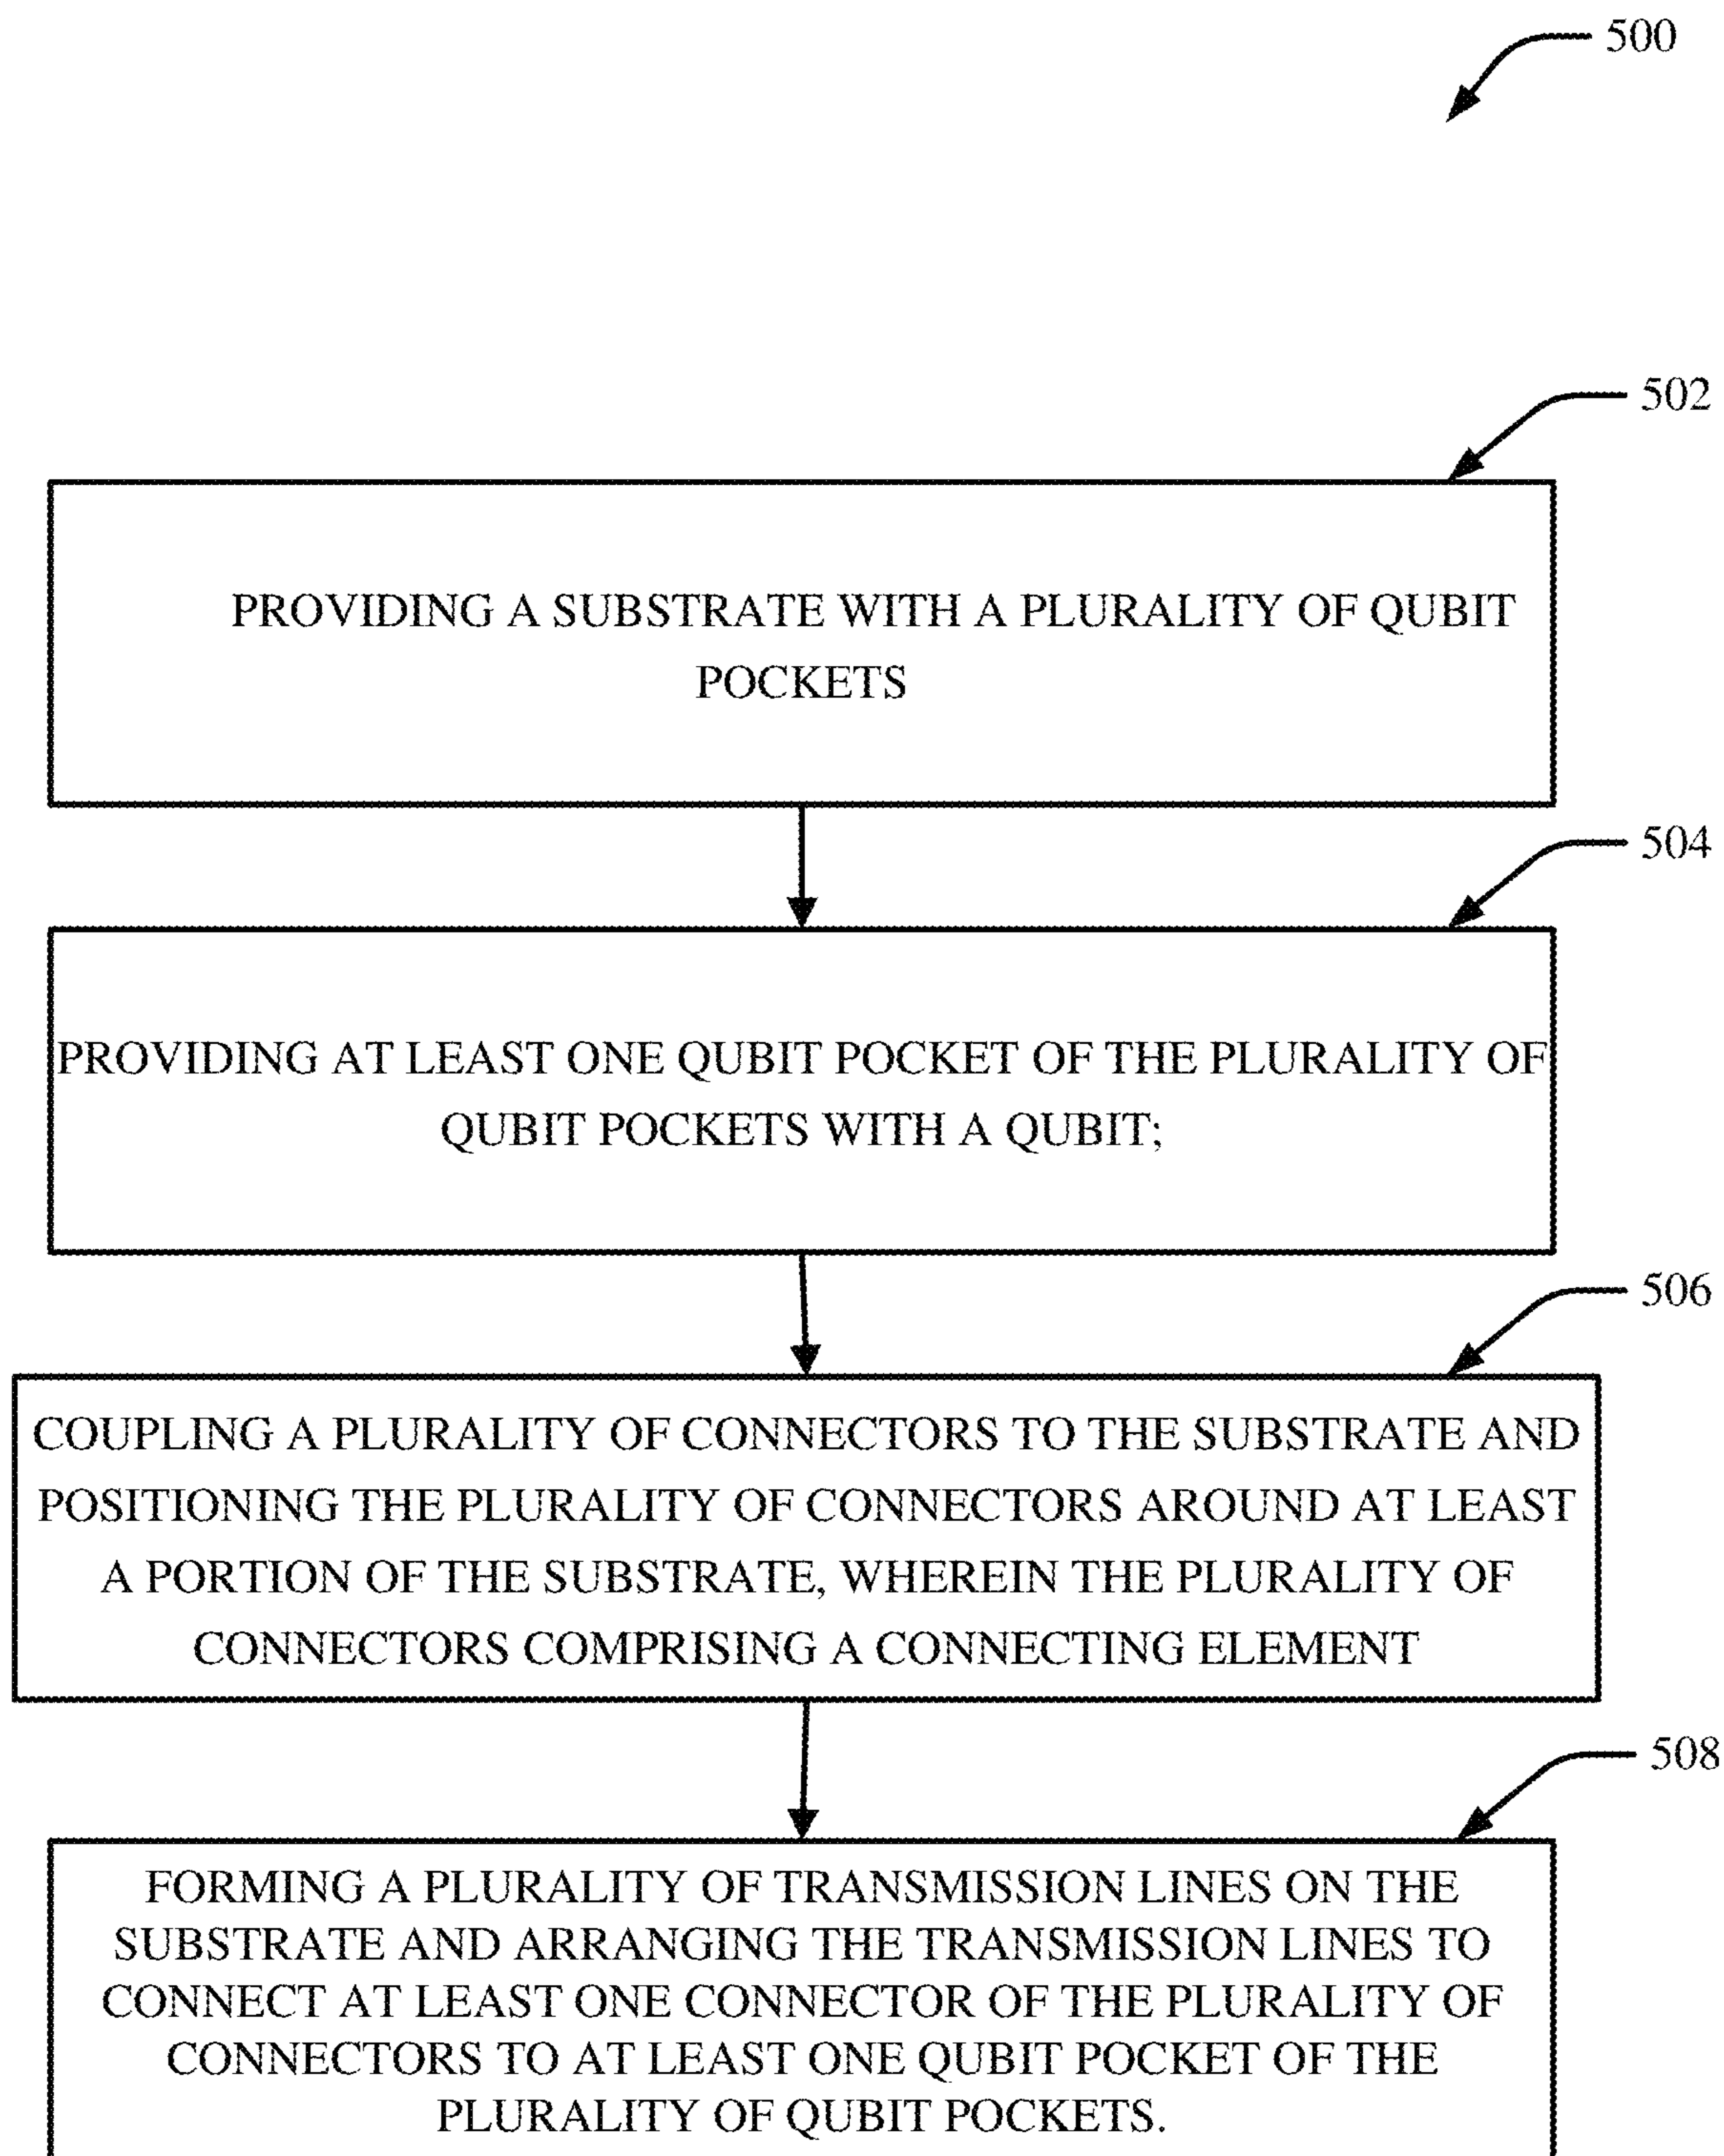 500
502
PROVIDING A SUBSTRATE WITH A PLURALITY OF QUBIT
POCKETS
504
PROVIDING AT LEAST ONE QUBIT POCKET OF THE PLURALITY OF
QUBIT POCKETS WITH A QUBIT;
506
COUPLING A PLURALITY OF CONNECTORS TO THE SUBSTRATE AND
POSITIONING THE PLURALITY OF CONNECTORS AROUND AT LEAST
A PORTION OF THE SUBSTRATE, WHEREIN THE PLURALITY OF
CONNECTORS COMPRISING A CONNECTING ELEMENT
508
FORMING A PLURALITY OF TRANSMISSION LINES ON THE
SUBSTRATE AND ARRANGING THE TRANSMISSION LINES TO
CONNECT AT LEAST ONE CONNECTOR OF THE PLURALITY OF
CONNECTORS TO AT LEAST ONE QUBIT POCKET OF THE
PLURALITY OF QUBIT POCKETS.